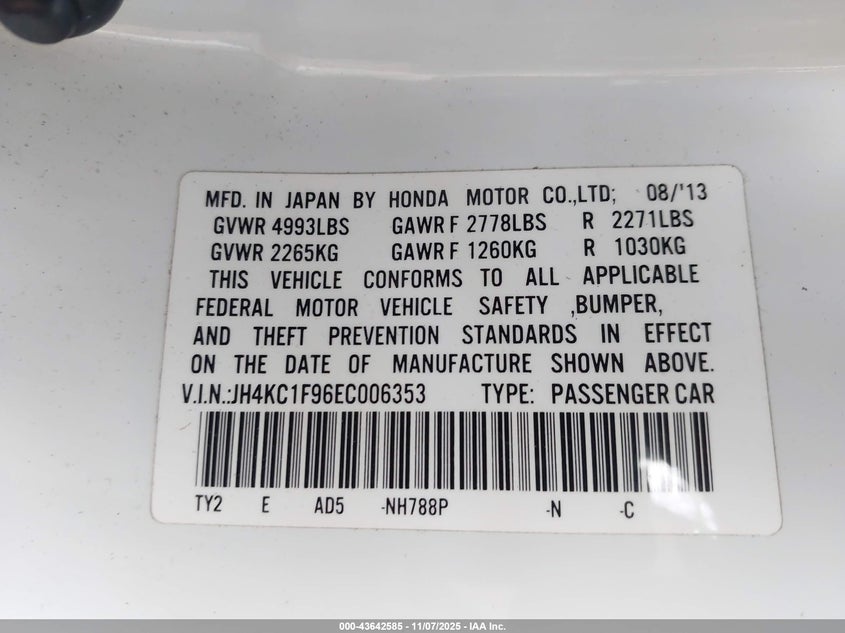 MFD. IN JAPAN BY HONDA MOTOR CO.,LTD; 08/'13
GVWR 4993LBS GAWR F 2778LBS R 2271LBS
GVWR 2265KG GAWR F 1260KG R 1030KG
THIS VEHICLE CONFORMS TO ALL APPLICABLE
FEDERAL MOTOR VEHICLE SAFETY ,BUMPER,
AND THEFT PREVENTION STANDARDS IN EFFECT
ON THE DATE OF MANUFACTURE SHOWN ABOVE.
V.I.N.:JH4KC1F96EC006353 TYPE: PASSENGER CAR
TY2 E AD5 -NH788P -N -C
000-43642585 - 11/07/2025 - IAA Inc.